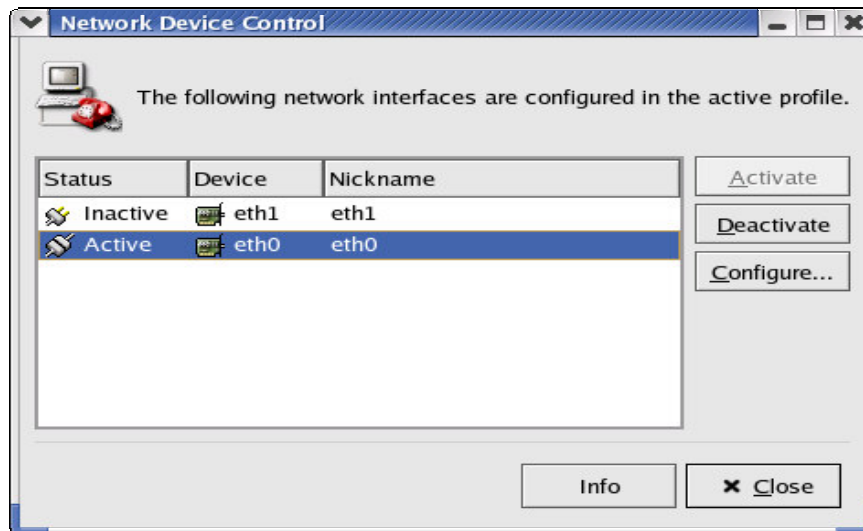 Network Device Control
The following network interfaces are configured in the active profile.
Status Device Nickname
Inactive eth1 eth1
Active eth0 eth0
Activate
Deactivate
Configure...
Info
Close